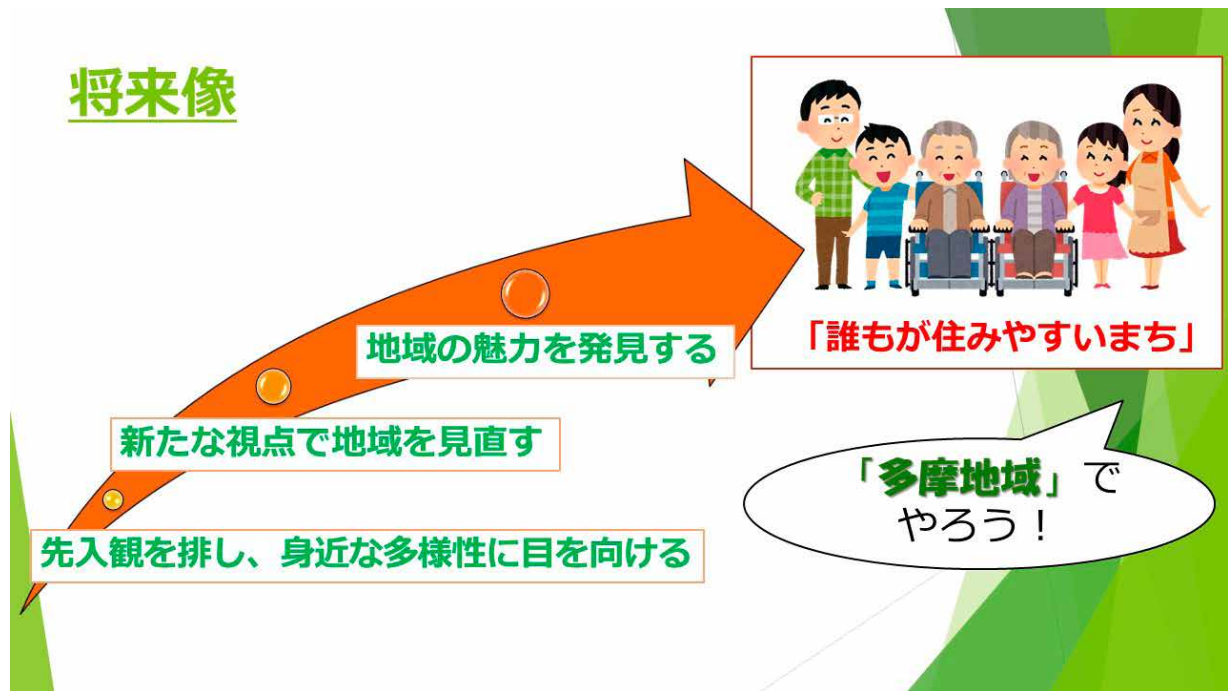 将来像
「誰もが住みやすいまち」
地域の魅力を発見する
新たな視点で地域を見直す
先入観を排し、身近な多様性に目を向ける
「多摩地域」で
やろう！